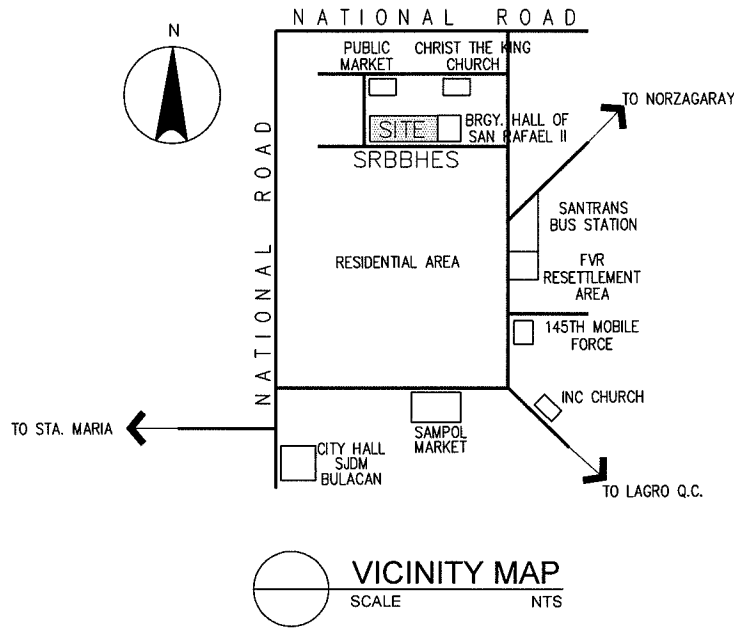 NATIONAL ROAD
N
PUBLIC
MARKET
CHRIST THE KING
CHURCH
TO NORZAGARAY
SITE
BRGY. HALL OF
SAN RAFAEL II
SRBBHES
NATIONAL ROAD
SANTRANS
BUS STATION
RESIDENTIAL AREA
FVR
RESETTLEMENT
AREA
145TH MOBILE
FORCE
INC CHURCH
TO STA. MARIA
SAMPOL
MARKET
CITY HALL
SJDM
BULACAN
TO LAGRO Q.C.
VICINITY MAP
SCALE NTS